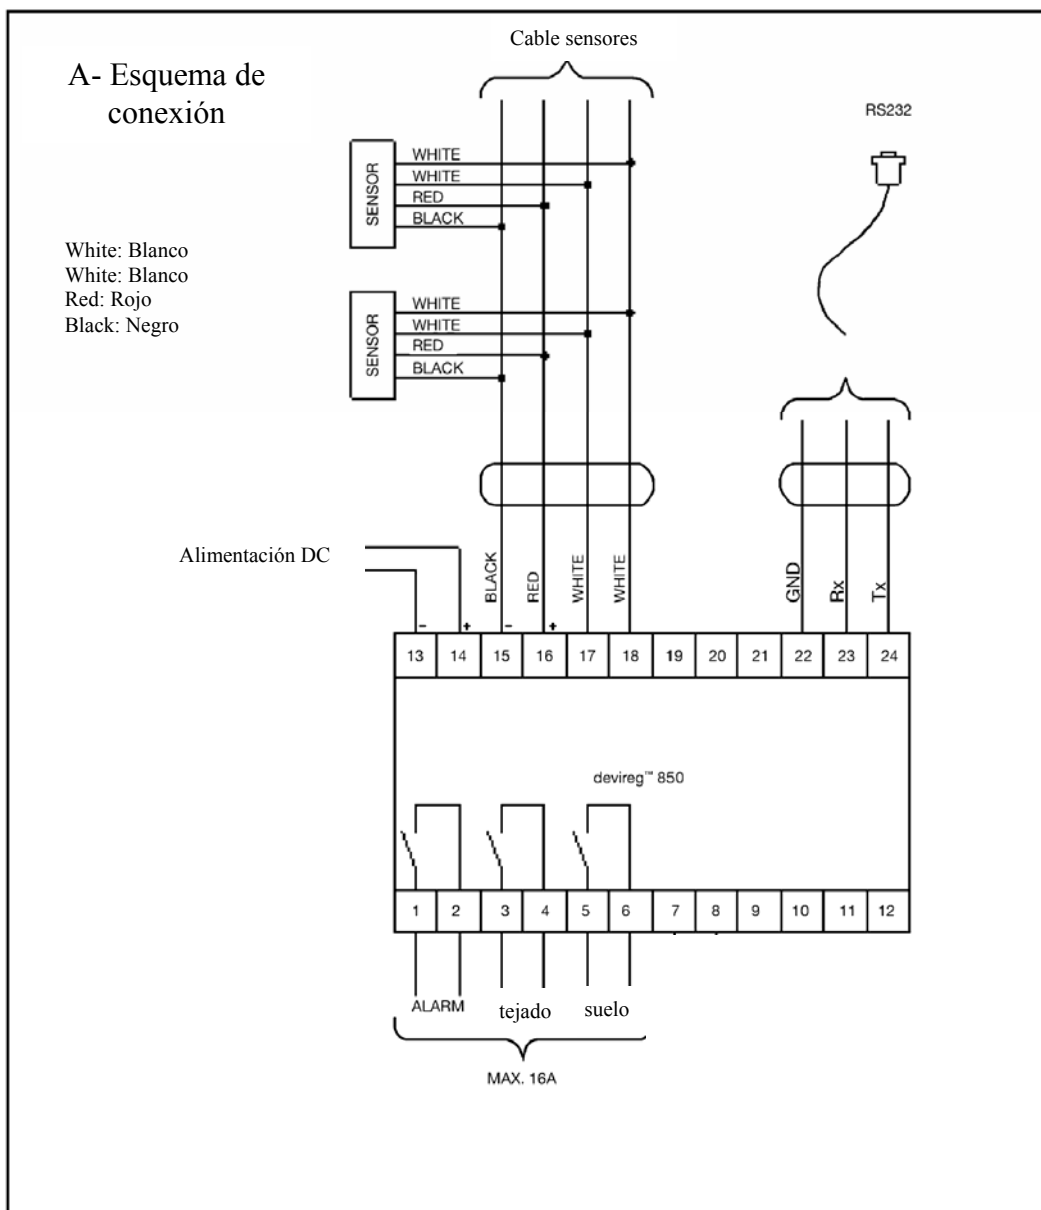 Cable sensores
A- Esquema de
conexión
RS232
SENSOR
WHITE
WHITE
RED
BLACK
White: Blanco
White: Blanco
Red: Rojo
Black: Negro
SENSOR
WHITE
WHITE
RED
BLACK
Alimentación DC
BLACK
RED
WHITE
WHITE
GND
Rx
Tx
- + - +
13 14 15 16 17 18 19 20 21 22 23 24
devireg™ 850
1 2 3 4 5 6 7 8 9 10 11 12
ALARM tejado suelo
MAX. 16A